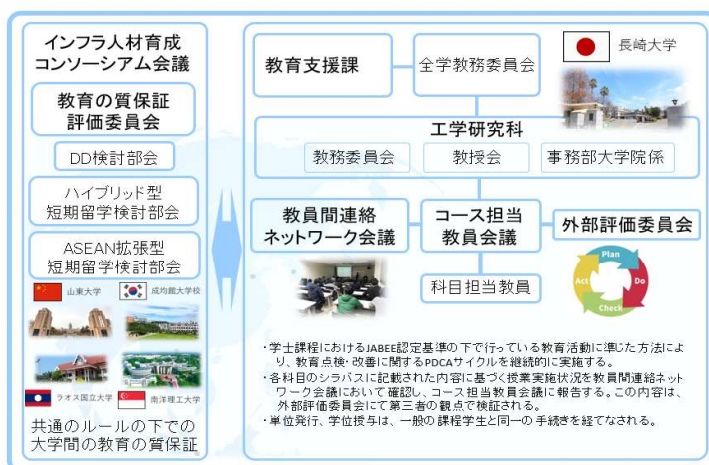 インフラ人材育成
コンソーシアム会議
教育の質保証
評価委員会
DD検討部会
ハイブリッド型
短期留学検討部会
ASEAN拡張型
短期留学検討部会
山東大学
成均館大学校
ラオス国立大学
南洋理工大学
共通のルールの下での
大学間の教育の質保証
教育支援課
全学教務委員会
長崎大学
工学研究科
教務委員会
教授会
事務部大学院係
教員間連絡
ネットワーク会議
コース担当
教員会議
外部評価委員会
科目担当教員
Plan
Do
Check
Act
・学士課程におけるJABEE認定基準の下で行っている教育活動に準じた方法によ
り、教育点検・改善に関するPDCAサイクルを継続的に実施する。
・各科目のシラバスに記載された内容に基づく授業実施状況を教員間連絡ネット
ワーク会議において確認し、コース担当教員会議に報告する。この内容は、
外部評価委員会にて第三者の観点で検証される。
・単位発行、学位授与は、一般の課程学生と同一の手続きを経てなされる。